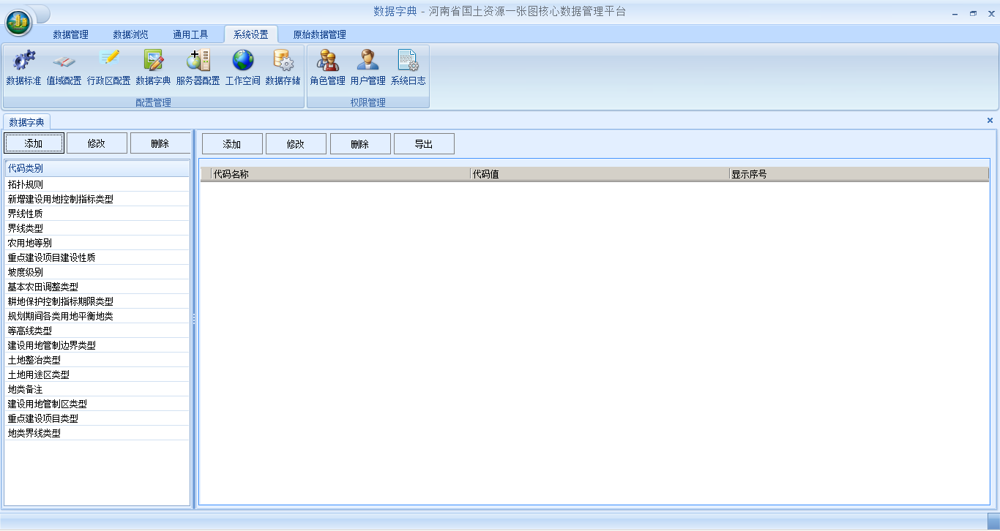 数据字典 - 河南省国土资源一张图核心数据管理平台
数据管理 数据浏览 通用工具 系统设置 原始数据管理
数据标准 值域配置 行政区配置 数据字典 服务器配置 工作空间 数据存储 角色管理 用户管理 系统日志
配置管理 权限管理
数据字典
添加 修改 删除 添加 修改 删除 导出
代码类别
代码名称 代码值 显示序号
拓扑规则
新增建设用地控制指标类型
界线性质
界线类型
农用地等别
重点建设项目建设性质
坡度级别
基本农田调整类型
耕地保护控制指标期限类型
规划期间各类用地平衡地类
等高线类型
建设用地管制边界类型
土地整治类型
土地用途区类型
地类备注
建设用地管制区类型
重点建设项目类型
地类界线类型